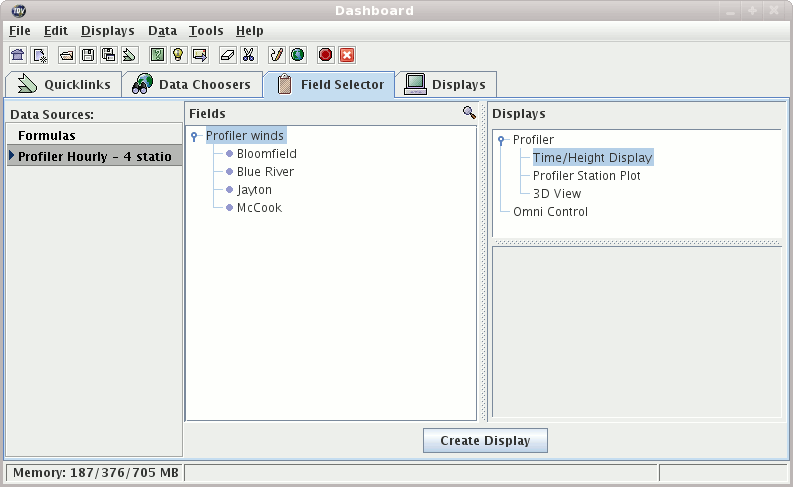 IDV
Dashboard
File Edit Displays Data Tools Help
Quicklinks Data Choosers Field Selector Displays
Data Sources:
Formulas
Profiler Hourly - 4 statio
Fields
Profiler winds
Bloomfield
Blue River
Jayton
McCook
Displays
Profiler
Time/Height Display
Profiler Station Plot
3D View
Omni Control
Create Display
Memory: 187/376/705 MB